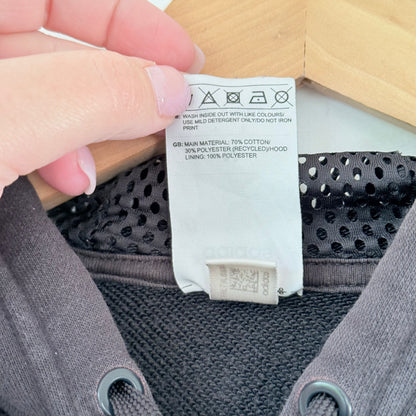 WASH INSIDE OUT WITH LIKE COLOURS/
USE MILD DETERGENT ONLY/DO NOT IRON
PRINT
GB: MAIN MATERIAL: 70% COTTON/
30% POLYESTER (RECYCLED)/HOOD
LINING: 100% POLYESTER
adidas